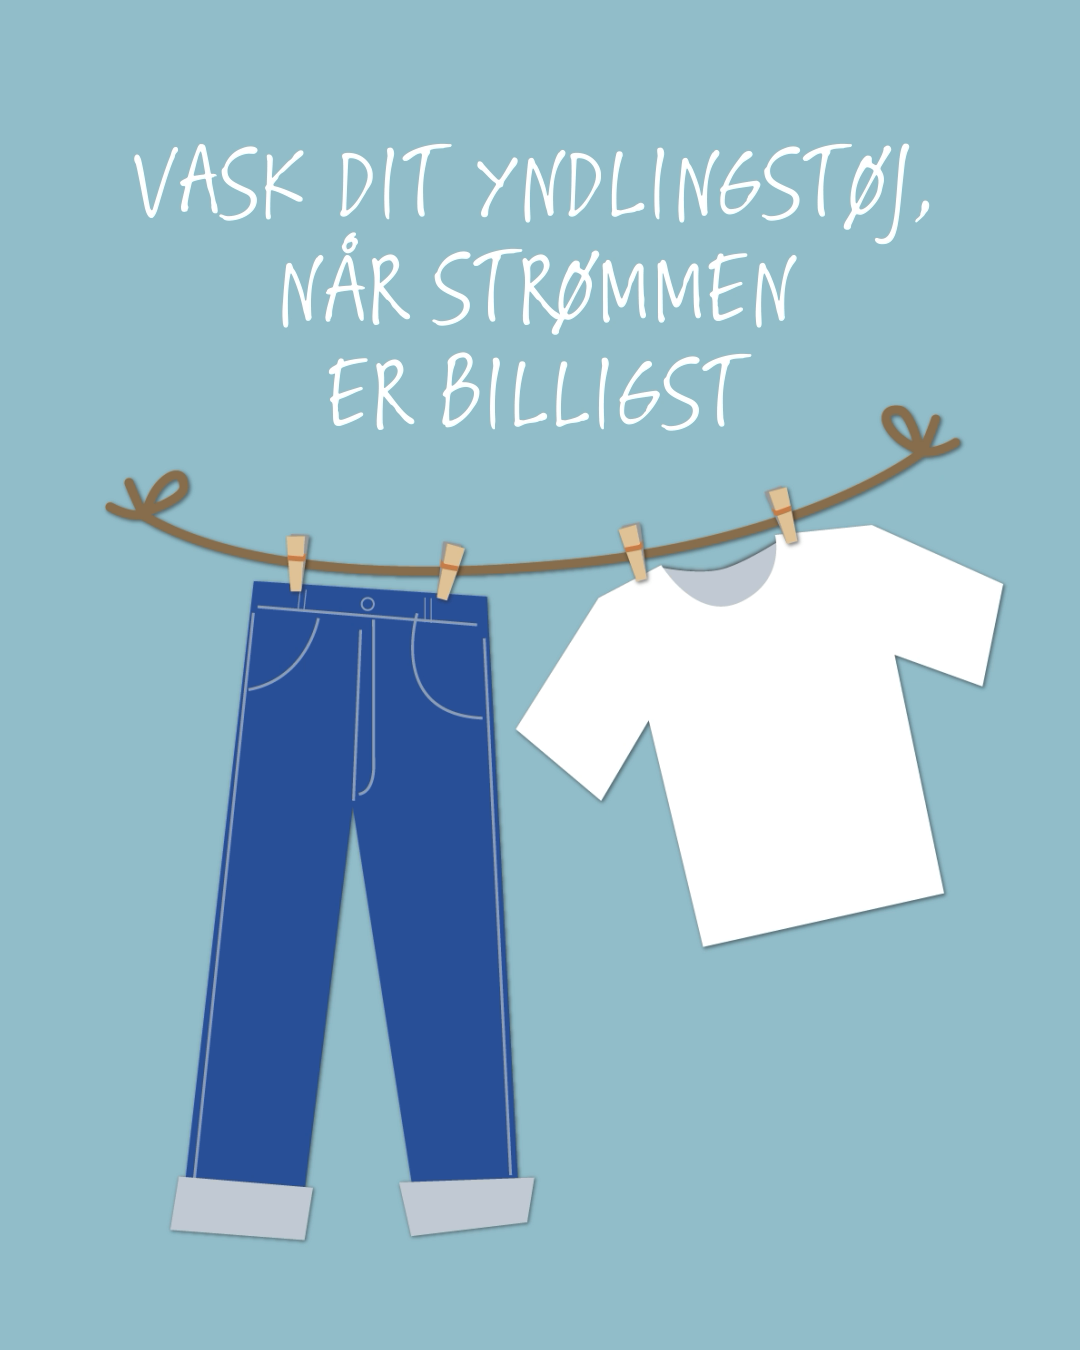 VASK DIT YNDLINGSTØJ,
NÅR STRØMMEN
ER BILLIGST